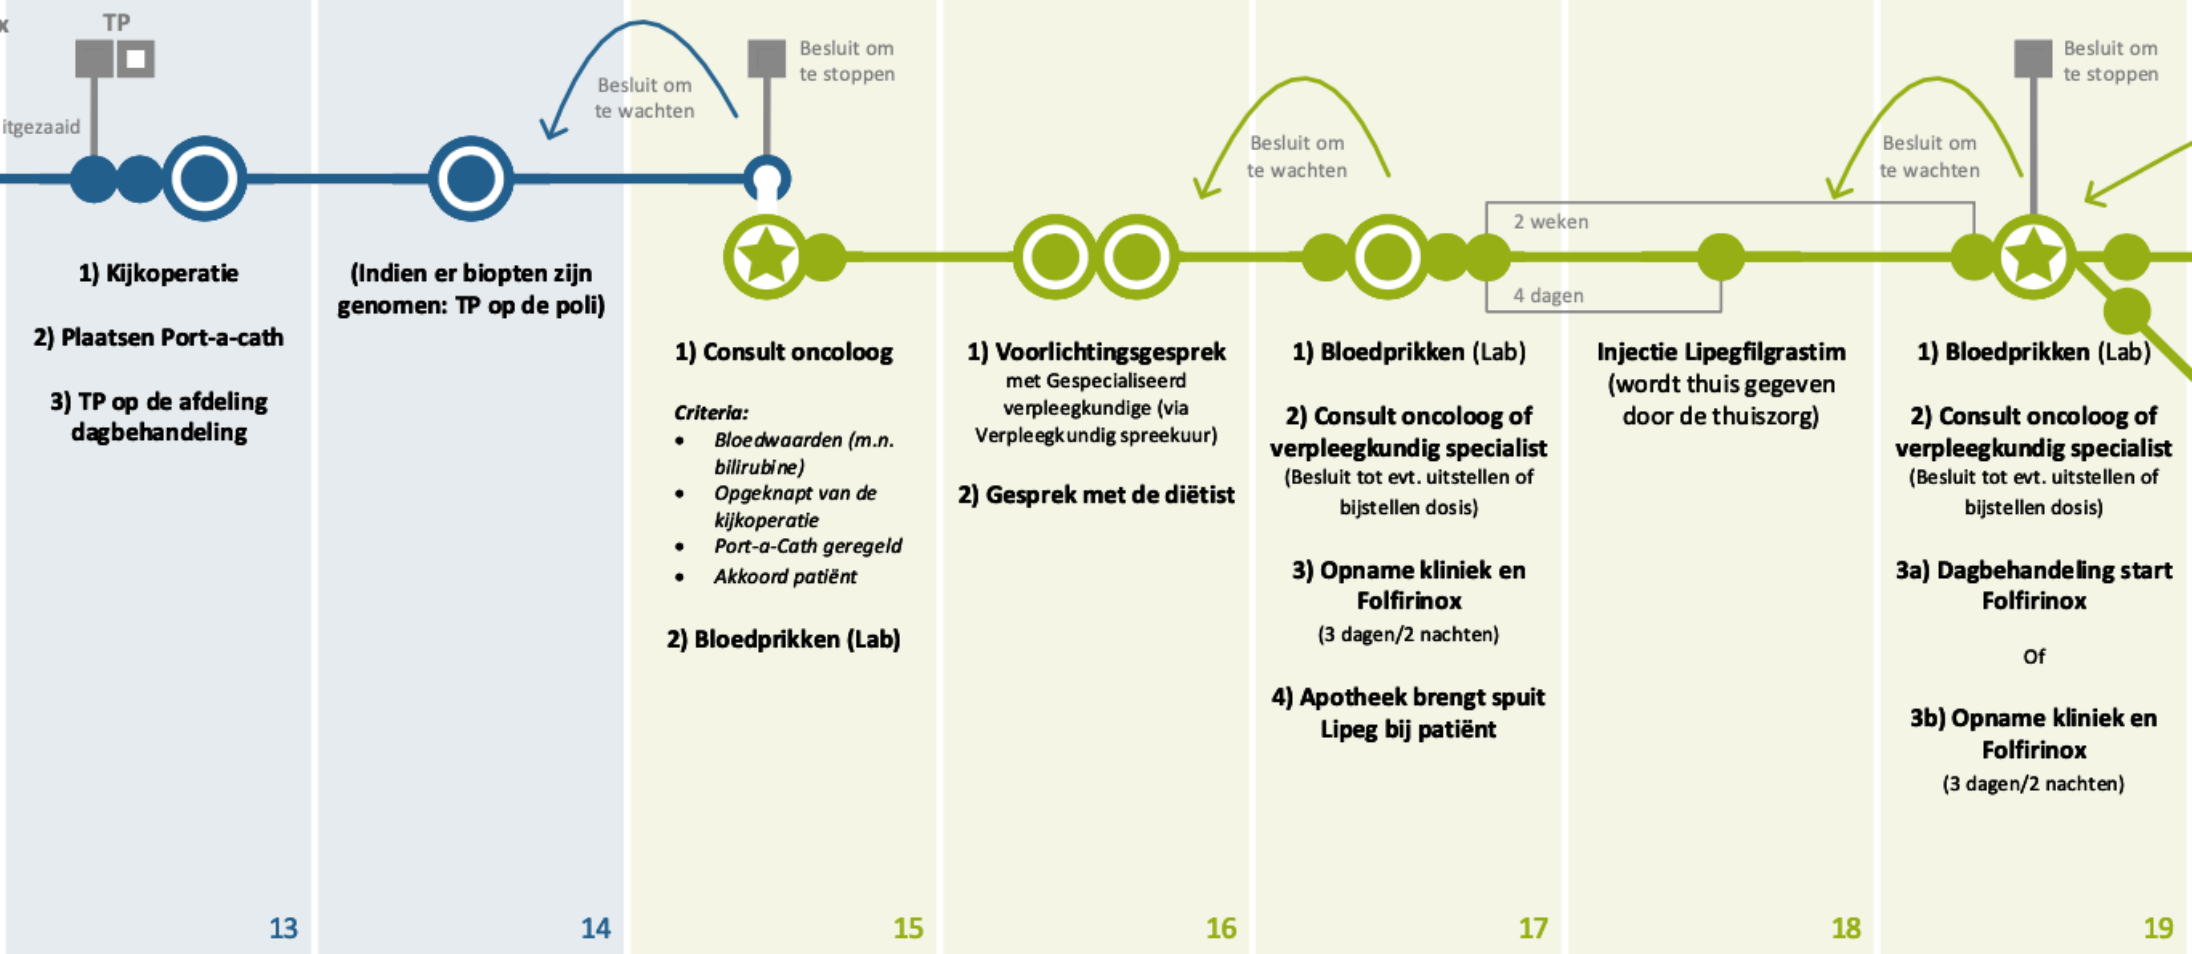 x
TP
itgezaaid
1) Kijkoperatie
2) Plaatsen Port-a-cath
3) TP op de afdeling
dagbehandeling
13
(Indien er biopten zijn
genomen: TP op de poli)
14
Besluit om
te wachten
Besluit om
te stoppen
1) Consult oncoloog
Criteria:
• Bloedwaarden (m.n.
bilirubine)
• Opgeknapt van de
kijkoperatie
• Port-a-Cath geregeld
• Akkoord patiënt
2) Bloedprikken (Lab)
15
1) Voorlichtingsgesprek
met Gespecialiseerd
verpleegkundige (via
Verpleegkundig spreekuur)
2) Gesprek met de diëtist
16
Besluit om
te wachten
1) Bloedprikken (Lab)
2) Consult oncoloog of
verpleegkundig specialist
(Besluit tot evt. uitstellen of
bijstellen dosis)
3) Opname kliniek en
Folfirinox
(3 dagen/2 nachten)
4) Apotheek brengt spuit
Lipeg bij patiënt
17
2 weken
4 dagen
Injectie Lipegfilgrastim
(wordt thuis gegeven
door de thuiszorg)
18
Besluit om
te wachten
Besluit om
te stoppen
1) Bloedprikken (Lab)
2) Consult oncoloog of
verpleegkundig specialist
(Besluit tot evt. uitstellen of
bijstellen dosis)
3a) Dagbehandeling start
Folfirinox
Of
3b) Opname kliniek en
Folfirinox
(3 dagen/2 nachten)
19